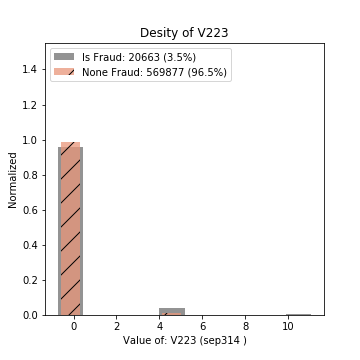 Desity of V223
Is Fraud: 20663 (3.5%)
None Fraud: 569877 (96.5%)
Normalized
1.4
1.2
1.0
0.8
0.6
0.4
0.2
0.0
0 2 4 6 8 10
Value of: V223 (sep314 )